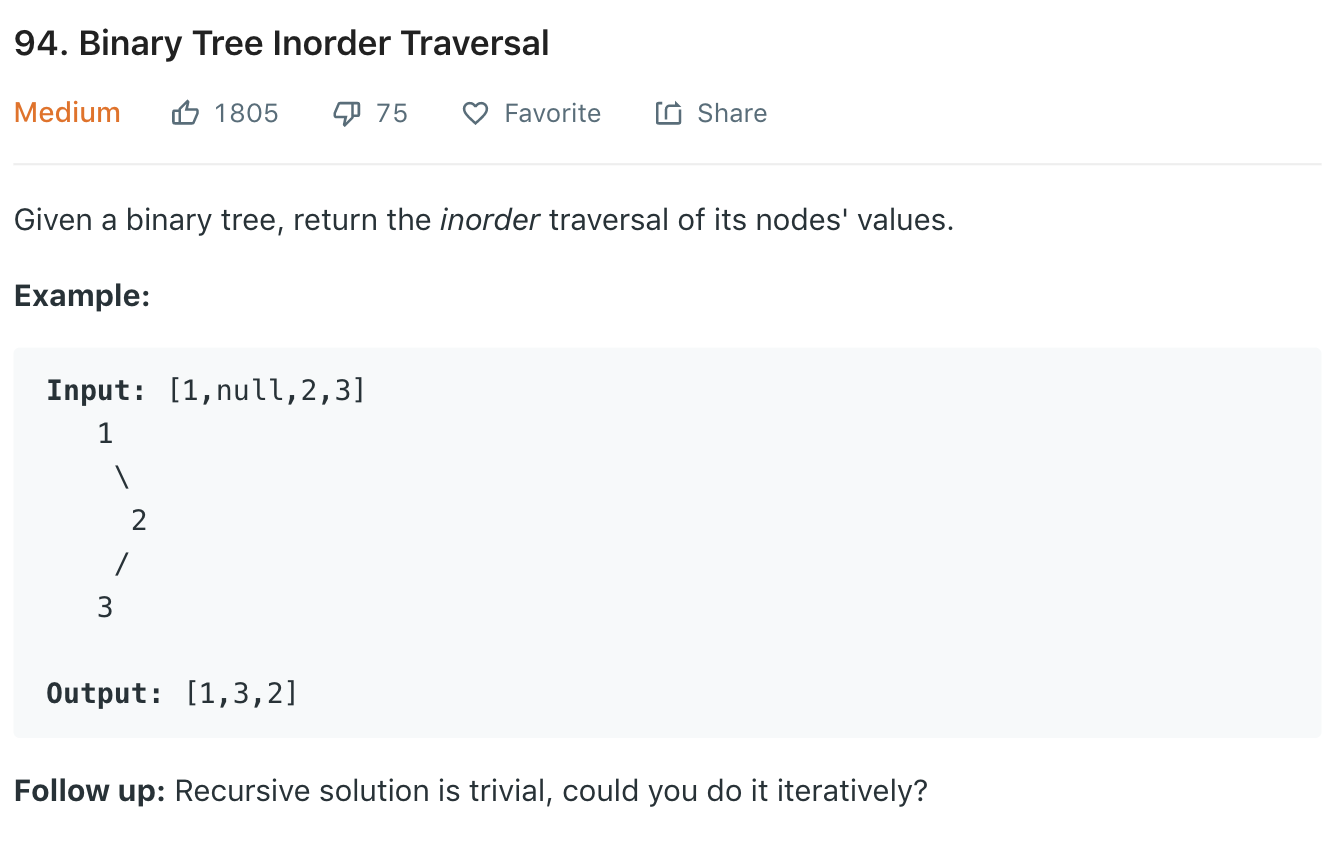 94. Binary Tree Inorder Traversal
Medium 1805 75 Favorite Share
Given a binary tree, return the inorder traversal of its nodes' values.
Example:
Input: [1,null,2,3]
   1
    \
     2
    /
   3
Output: [1,3,2]
Follow up: Recursive solution is trivial, could you do it iteratively?